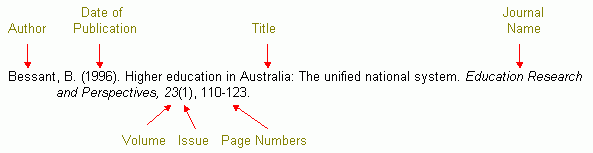 Date of Journal
Author Publication Title Name
Bessant, B. (1996). Higher education in Australia: The unified national system. Education Research
and Perspectives, 23(1), 110-123.
Volume Issue Page Numbers